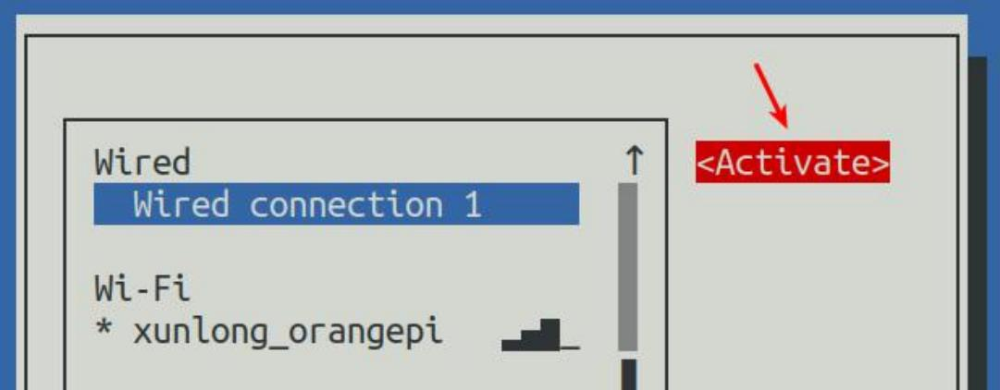 Wired
<Activate>
Wired connection 1
Wi-Fi
* xunlong_orangepi